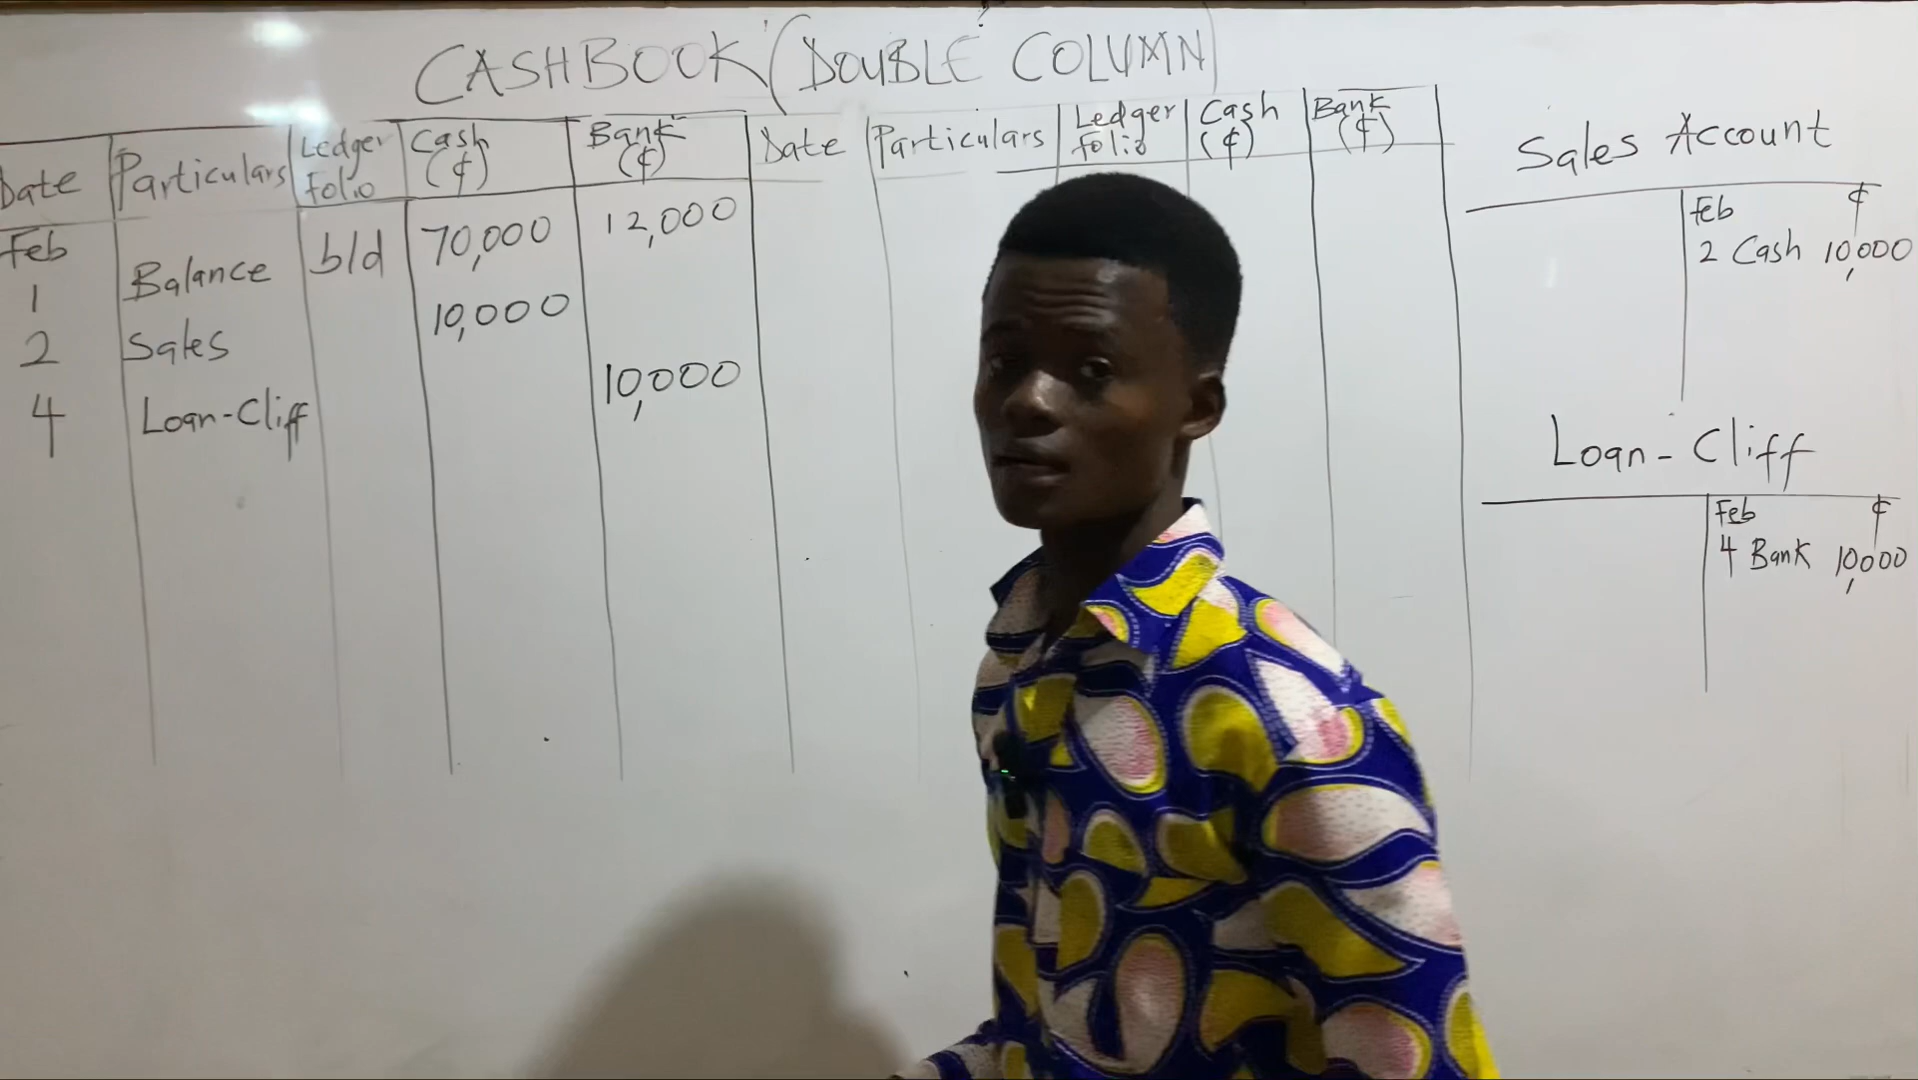 CASHBOOK (DOUBLE COLUMN)
Date Particulars Ledger folio Cash (₵) Bank (₵) Date Particulars Ledger folio Cash (₵) Bank (₵)
Feb
1 Balance b/d 70,000 12,000
2 Sales 10,000
4 Loan-Cliff 10,000
Sales Account
Feb ₵
2 Cash 10,000
Loan-Cliff
Feb ₵
4 Bank 10,000